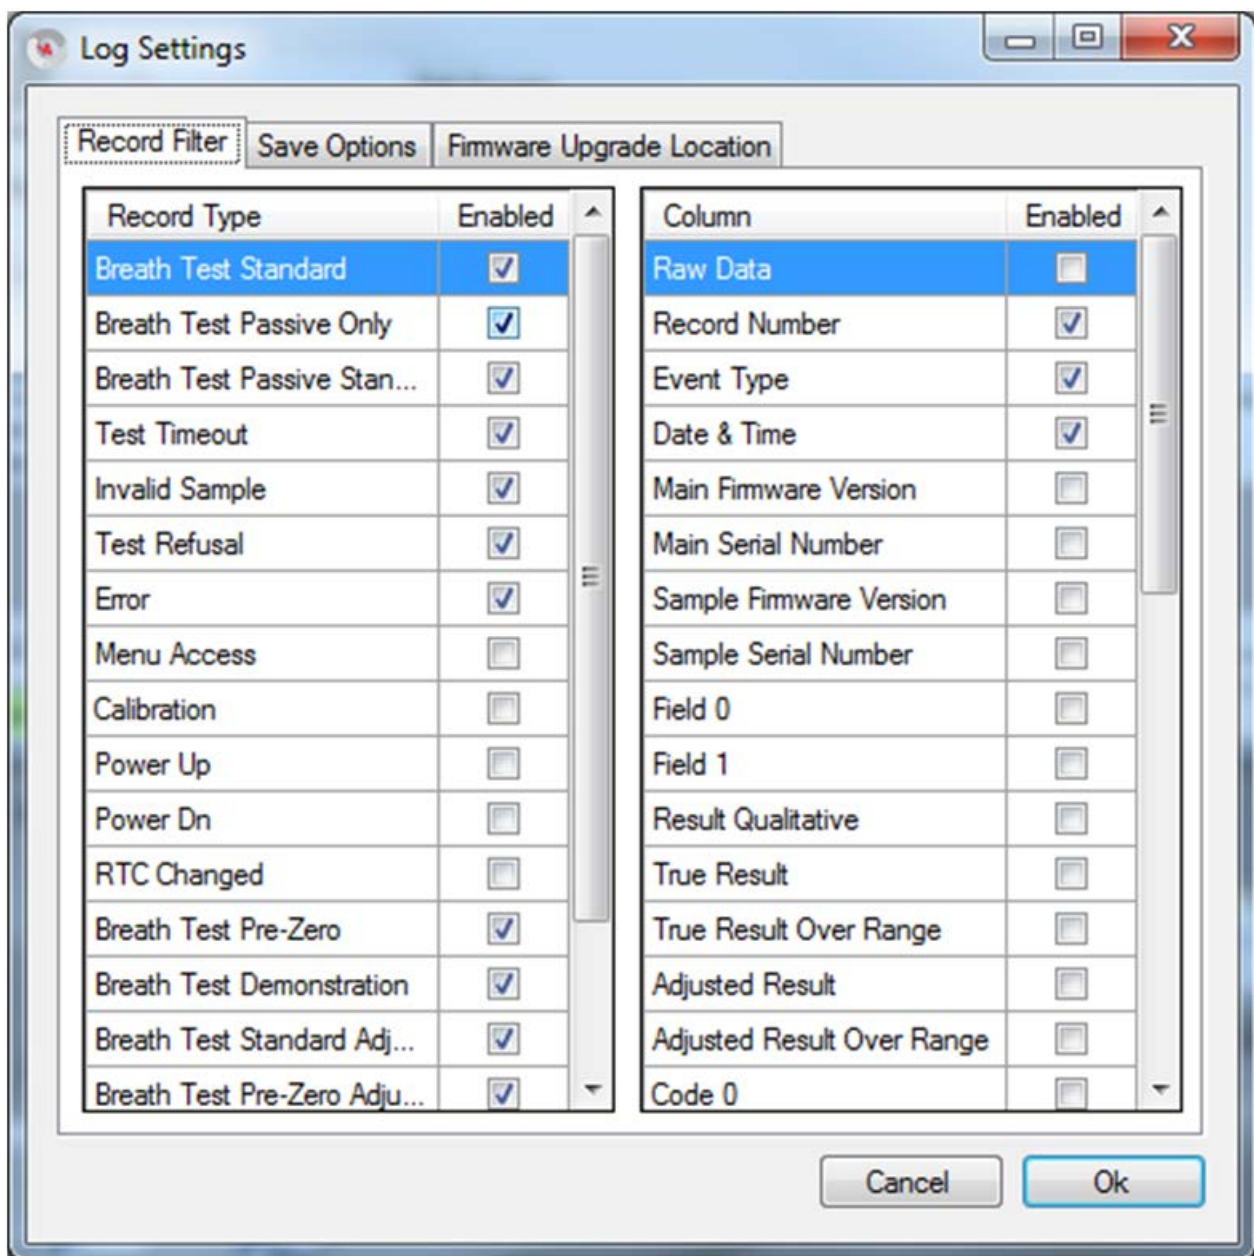 Log Settings
Record Filter
Save Options
Firmware Upgrade Location
Record Type Enabled
Breath Test Standard
Breath Test Passive Only
Breath Test Passive Stan...
Test Timeout
Invalid Sample
Test Refusal
Error
Menu Access
Calibration
Power Up
Power Dn
RTC Changed
Breath Test Pre-Zero
Breath Test Demonstration
Breath Test Standard Adj...
Breath Test Pre-Zero Adju...
Column Enabled
Raw Data
Record Number
Event Type
Date & Time
Main Firmware Version
Main Serial Number
Sample Firmware Version
Sample Serial Number
Field 0
Field 1
Result Qualitative
True Result
True Result Over Range
Adjusted Result
Adjusted Result Over Range
Code 0
Cancel
Ok